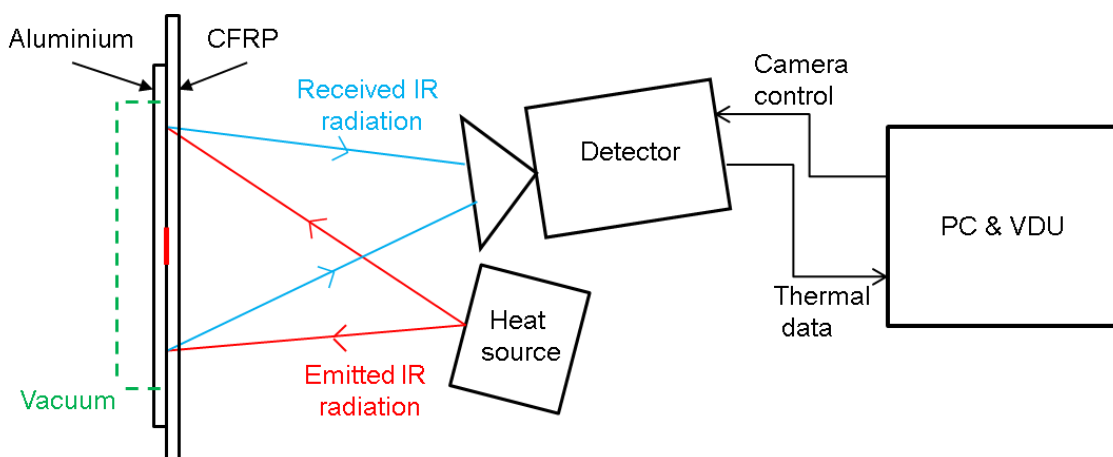 Aluminium
CFRP
Received IR
radiation
Detector
Camera
control
PC & VDU
Thermal
data
Heat
source
Emitted IR
radiation
Vacuum